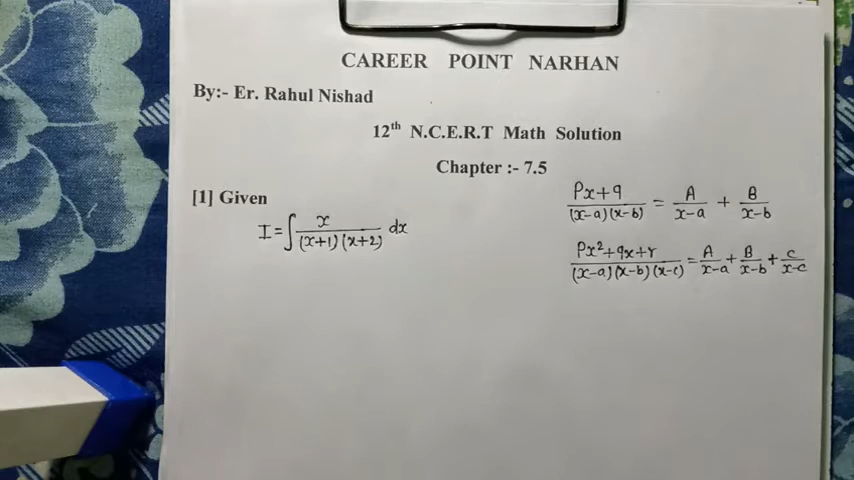 CAREER POINT NARHAN
By:- Er. Rahul Nishad
12th N.C.E.R.T Math Solution
Chapter :- 7.5
[1] Given
I = ∫ x/((x+1)(x+2)) dx
(Px+q)/((x-a)(x-b)) = A/(x-a) + B/(x-b)
(Px²+qx+r)/((x-a)(x-b)(x-c)) = A/(x-a) + B/(x-b) + C/(x-c)